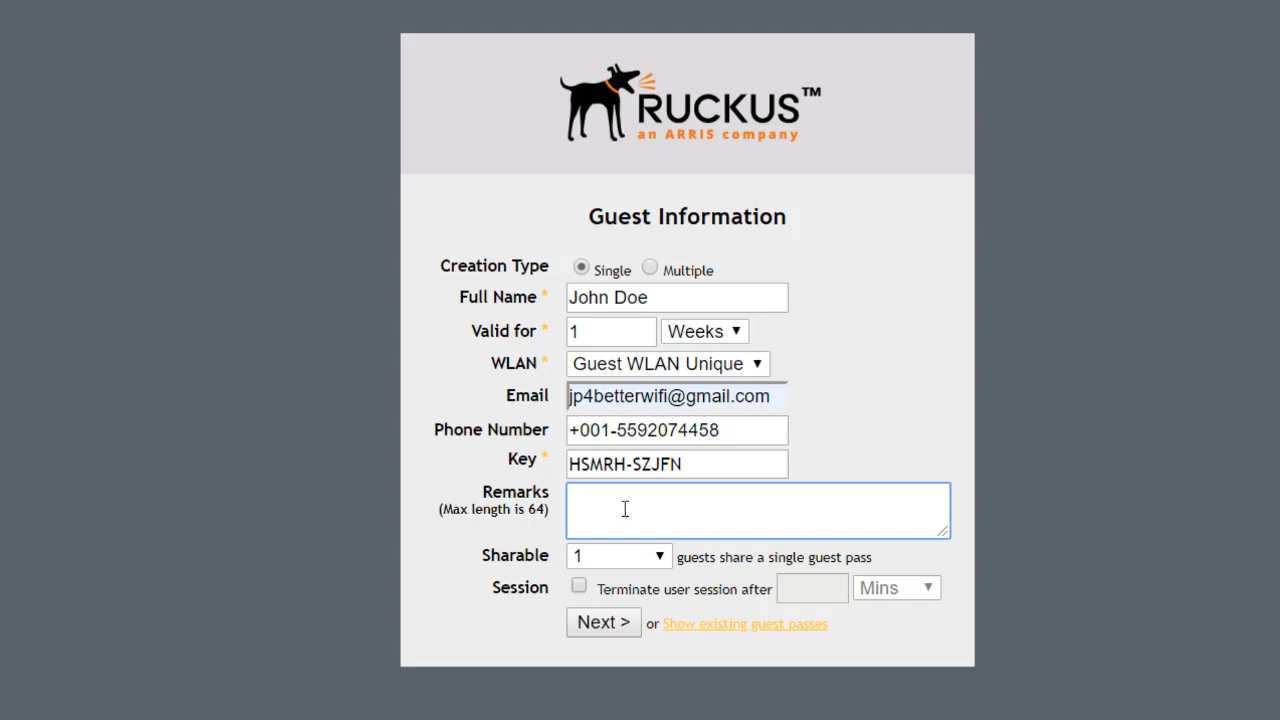 RUCKUS™
an ARRIS company
Guest Information
Creation Type Single Multiple
Full Name * John Doe
Valid for * 1 Weeks
WLAN * Guest WLAN Unique
Email jp4betterwifi@gmail.com
Phone Number +001-5592074458
Key * HSMRH-SZJFN
Remarks
(Max length is 64)
Sharable 1 guests share a single guest pass
Session Terminate user session after Mins
Next > or Show existing guest passes